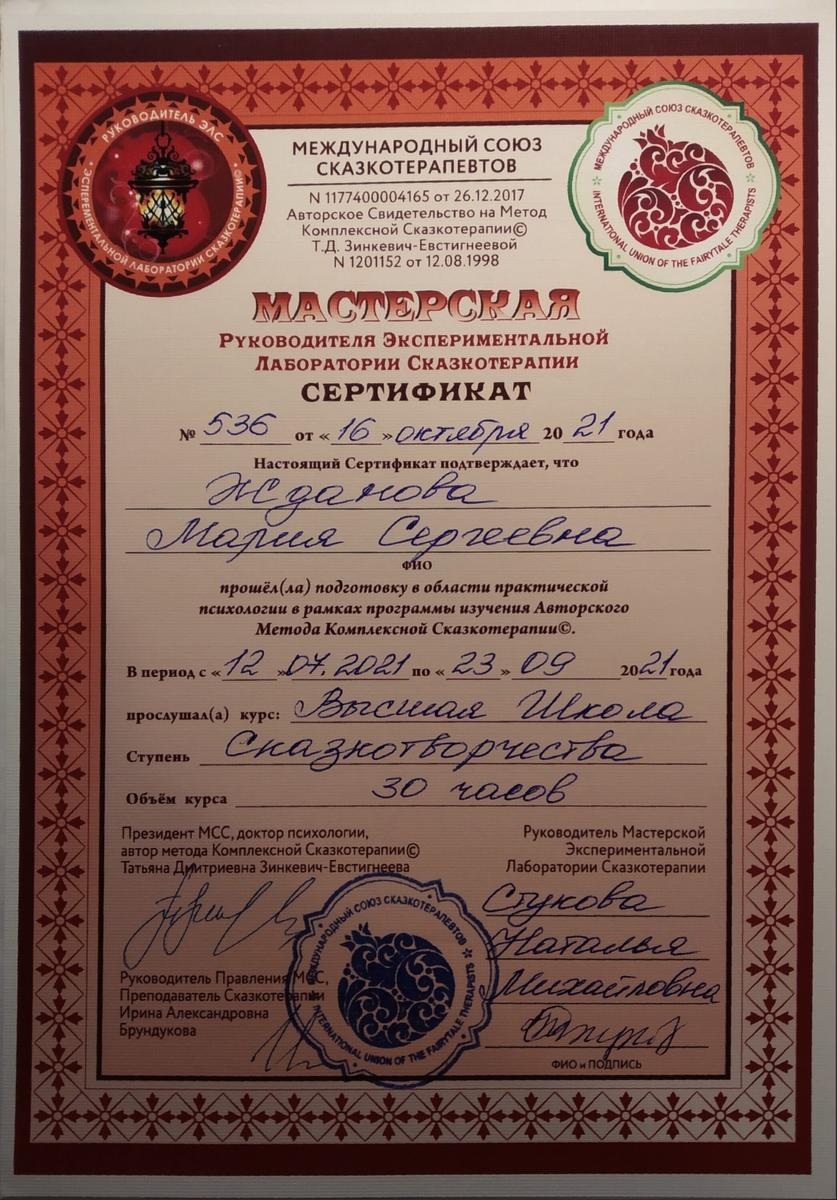 РУКОВОДИТЕЛЬ ЭЛС
ЭСПЕРЕМЕНТАЛЬНОЙ ЛАБОРАТОРИИ СКАЗКОТЕРАПИИ©
МЕЖДУНАРОДНЫЙ СОЮЗ
СКАЗКОТЕРАПЕВТОВ
N 1177400004165 от 26.12.2017
Авторское Свидетельство на Метод
Комплексной Сказкотерапии©
Т.Д. Зинкевич-Евстигнеевой
N 1201152 от 12.08.1998
МЕЖДУНАРОДНЫЙ СОЮЗ СКАЗКОТЕРАПЕВТОВ
INTERNATIONAL UNION OF THE FAIRYTALE THERAPISTS
МАСТЕРСКАЯ
РУКОВОДИТЕЛЯ ЭКСПЕРИМЕНТАЛЬНОЙ
ЛАБОРАТОРИИ СКАЗКОТЕРАПИИ
СЕРТИФИКАТ
№ 536 от «16» октября 2021 года
Настоящий Сертификат подтверждает, что
Жданова
Мария Сергеевна
ФИО
прошёл(ла) подготовку в области практической
психологии в рамках программы изучения Авторского
Метода Комплексной Сказкотерапии©.
В период с «12» 07.2021 по «23» 09 2021 года
прослушал(а) курс: Высшая Школа
Ступень Сказкотворчества
Объём курса 30 часов
Президент МСС, доктор психологии,
автор метода Комплексной Сказкотерапии©
Татьяна Дмитриевна Зинкевич-Евстигнеева
Руководитель Правления МСС,
Преподаватель Сказкотерапии
Ирина Александровна
Брундукова
МЕЖДУНАРОДНЫЙ СОЮЗ СКАЗКОТЕРАПЕВТОВ
INTERNATIONAL UNION OF THE FAIRYTALE THERAPISTS
Руководитель Мастерской
Экспериментальной
Лаборатории Сказкотерапии
Стукова
Наталья
Михайловна
ФИО и ПОДПИСЬ